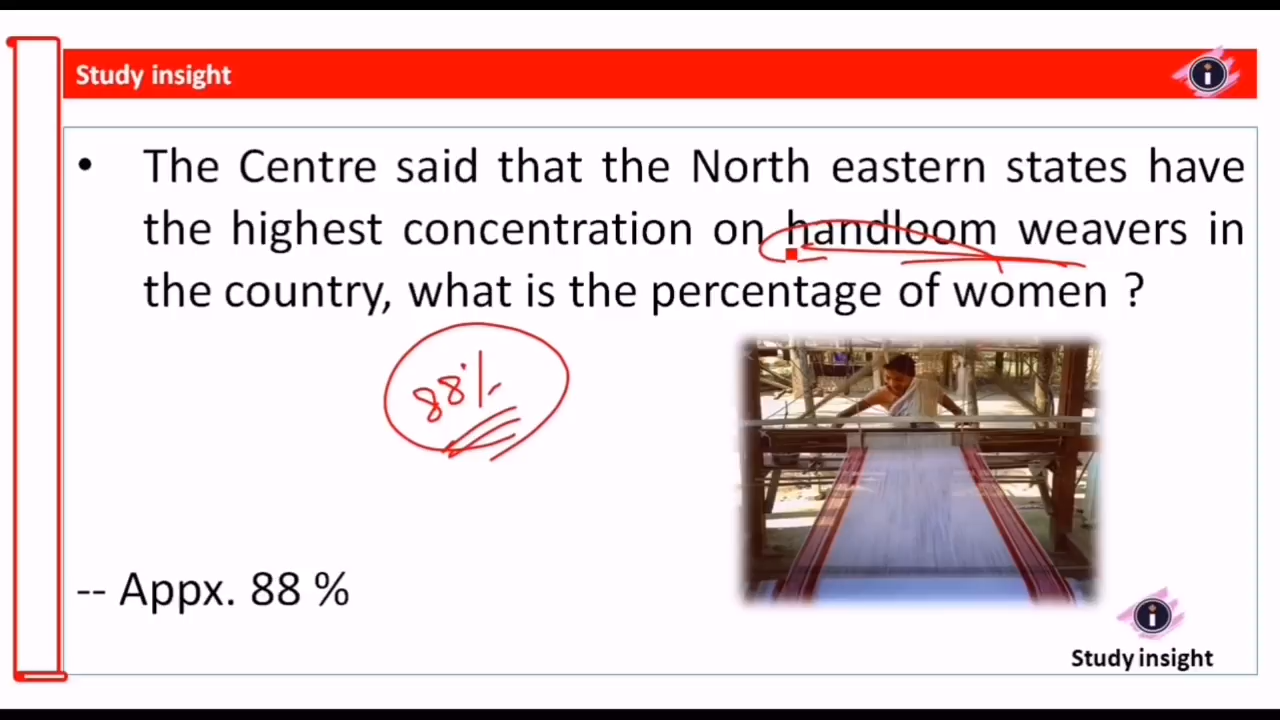 Study insight
• The Centre said that the North eastern states have
the highest concentration on handloom weavers in
the country, what is the percentage of women ?
88%
-- Appx. 88 %
i
i
Study insight